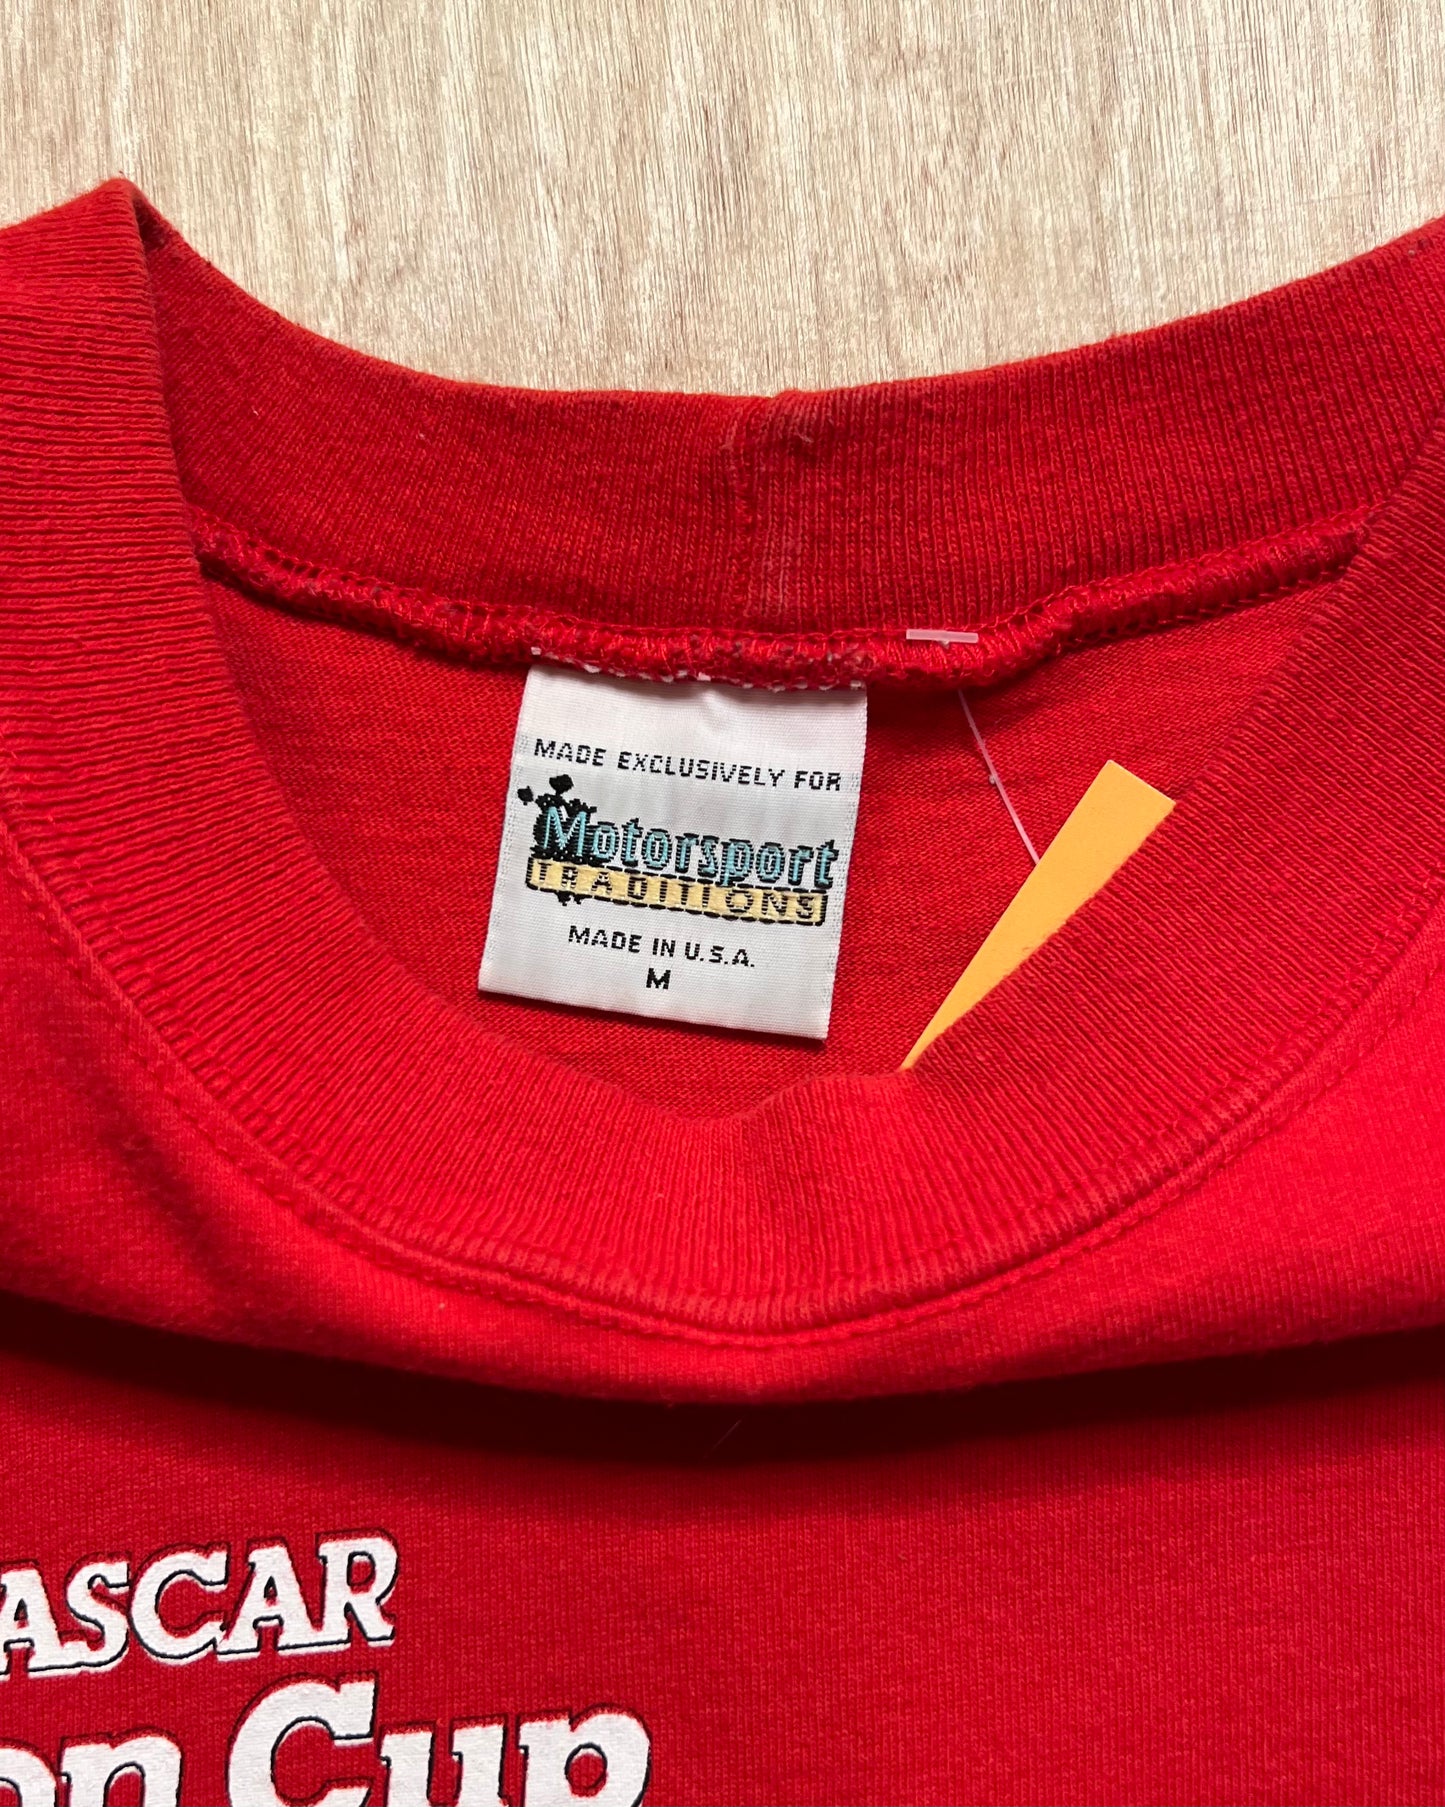 MADE EXCLUSIVELY FOR
Motorsport
TRADITIONS
MADE IN U.S.A.
M
ASCAR
on Cup